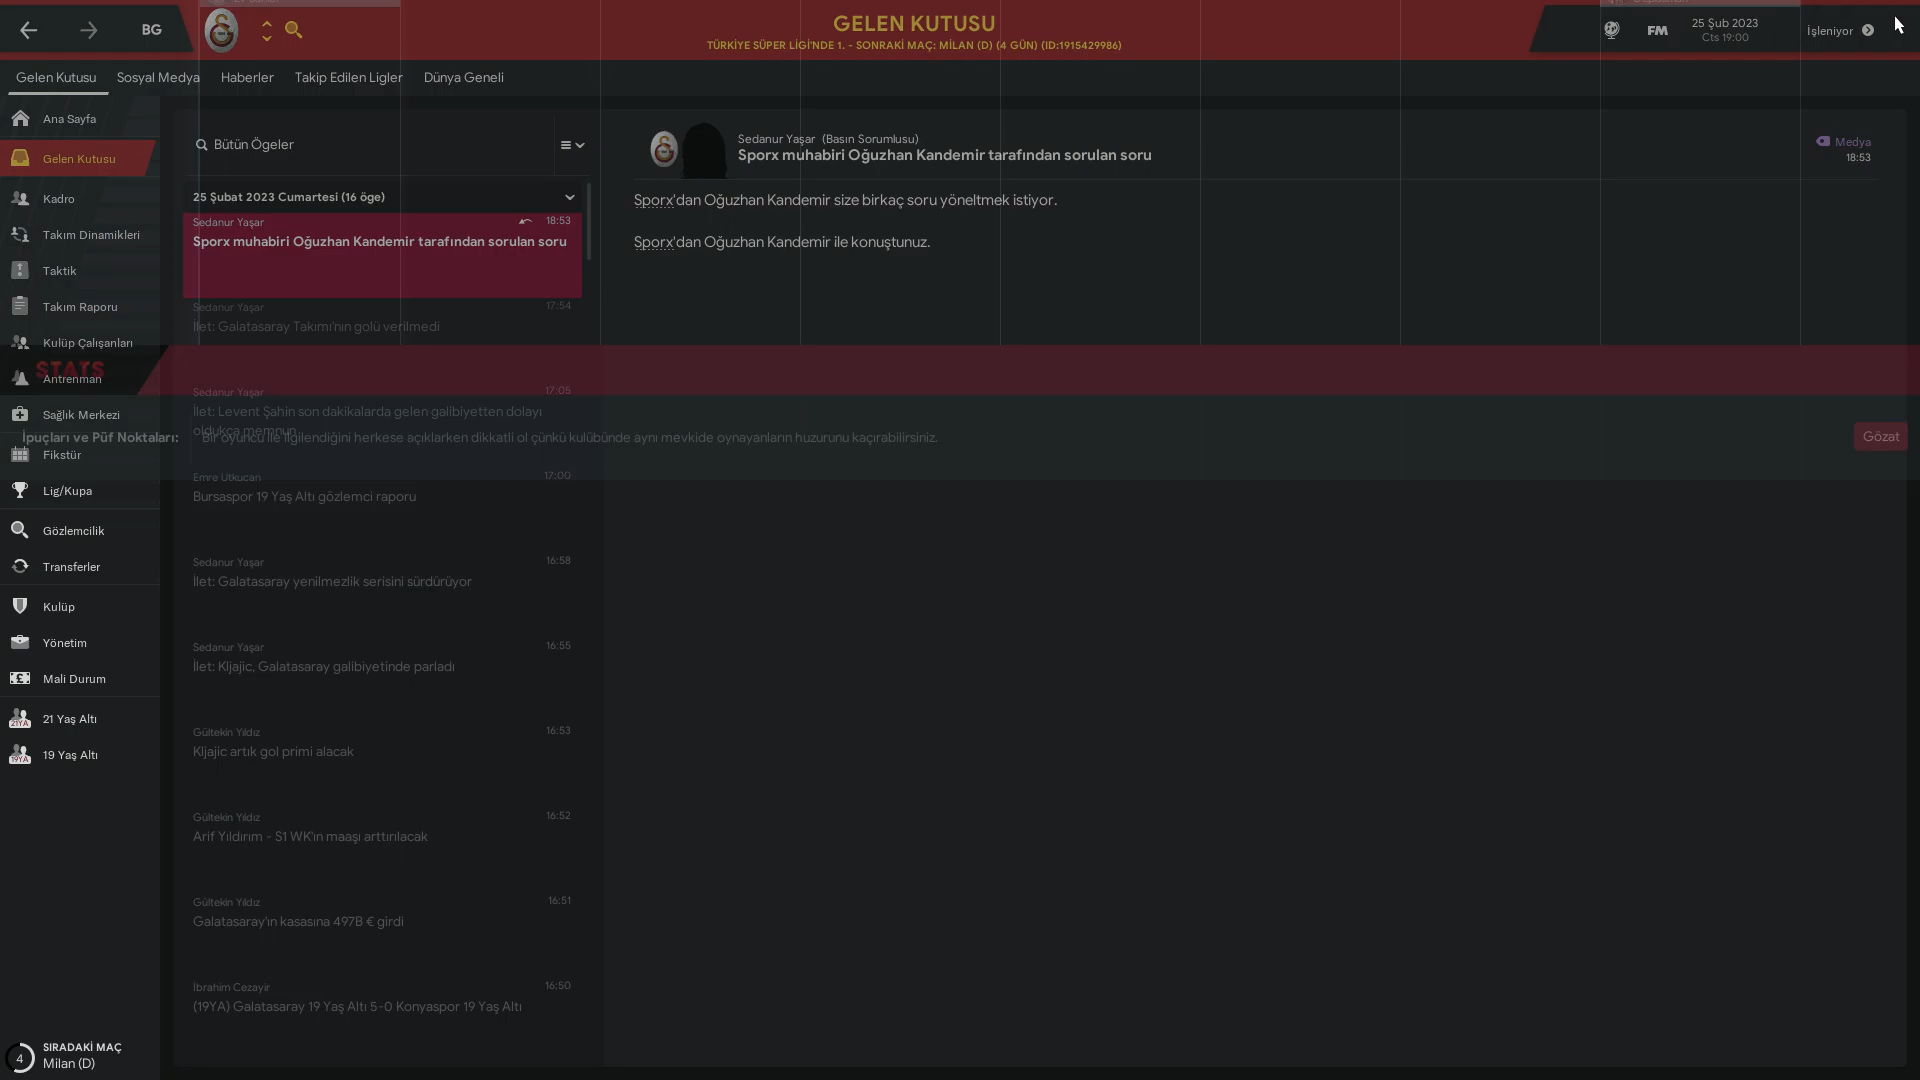 BG
GELEN KUTUSU
TÜRKİYE SÜPER LİGİ'NDE 1. - SONRAKİ MAÇ: MİLAN (D) (4 GÜN) (ID:1915429986)
FM
25 Şub 2023
Cts 19:00
İşleniyor
Gelen Kutusu
Sosyal Medya
Haberler
Takip Edilen Ligler
Dünya Geneli
Ana Sayfa
Gelen Kutusu
Kadro
Takım Dinamikleri
Taktik
Takım Raporu
Kulüp Çalışanları
STATS
Antrenman
Sağlık Merkezi
Fikstür
Lig/Kupa
Gözlemcilik
Transferler
Kulüp
Yönetim
Mali Durum
21YA
21 Yaş Altı
19YA
19 Yaş Altı
4
SIRADAKİ MAÇ
Milan (D)
Bütün Ögeler
25 Şubat 2023 Cumartesi (16 öge)
Sedanur Yaşar
18:53
Sporx muhabiri Oğuzhan Kandemir tarafından sorulan soru
Sedanur Yaşar
17:54
İlet: Galatasaray Takımı'nın golü verilmedi
Sedanur Yaşar
17:05
İlet: Levent Şahin son dakikalarda gelen galibiyetten dolayı
oldukça memnun
İpuçları ve Püf Noktaları:
Bir oyuncu ile ilgilendiğini herkese açıklarken dikkatli ol çünkü kulübünde aynı mevkide oynayanların huzurunu kaçırabilirsiniz.
Gözat
Emre Utkucan
17:00
Bursaspor 19 Yaş Altı gözlemci raporu
Sedanur Yaşar
16:58
İlet: Galatasaray yenilmezlik serisini sürdürüyor
Sedanur Yaşar
16:55
İlet: Kljajic, Galatasaray galibiyetinde parladı
Gültekin Yıldız
16:53
Kljajic artık gol primi alacak
Gültekin Yıldız
16:52
Arif Yıldırım - S1 WK'ın maaşı arttırılacak
Gültekin Yıldız
16:51
Galatasaray'ın kasasına 497B € girdi
İbrahim Cezayir
16:50
(19YA) Galatasaray 19 Yaş Altı 5-0 Konyaspor 19 Yaş Altı
Sedanur Yaşar (Basın Sorumlusu)
Sporx muhabiri Oğuzhan Kandemir tarafından sorulan soru
Medya
18:53
Sporx'dan Oğuzhan Kandemir size birkaç soru yöneltmek istiyor.
Sporx'dan Oğuzhan Kandemir ile konuştunuz.